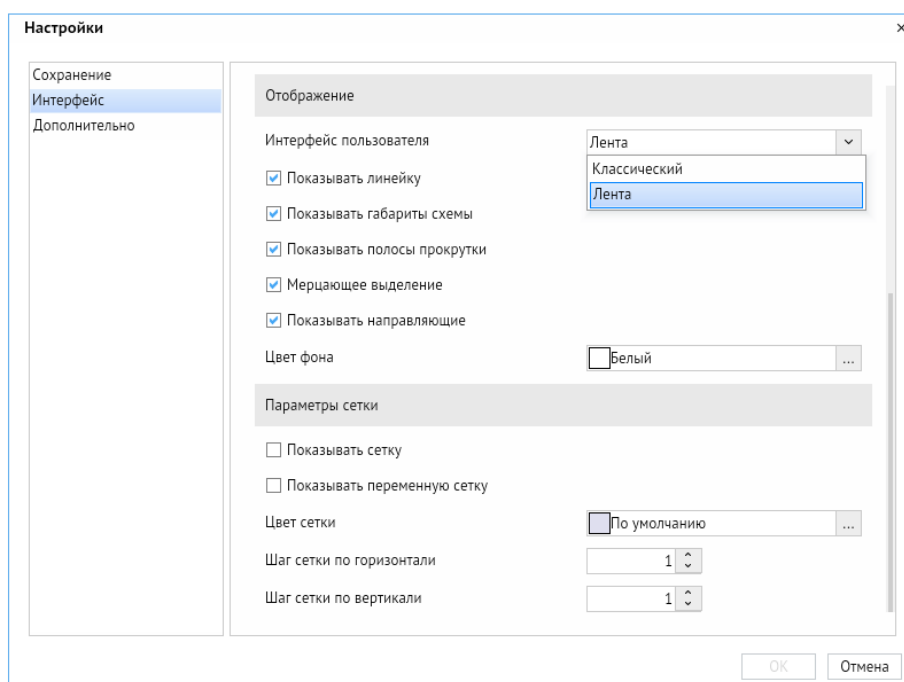 Настройки
×
Сохранение
Интерфейс
Дополнительно
Отображение
Интерфейс пользователя
Лента
Классический
Лента
Показывать линейку
Показывать габариты схемы
Показывать полосы прокрутки
Мерцающее выделение
Показывать направляющие
Цвет фона
Белый
...
Параметры сетки
Показывать сетку
Показывать переменную сетку
Цвет сетки
По умолчанию
...
Шаг сетки по горизонтали
1
Шаг сетки по вертикали
1
OK
Отмена